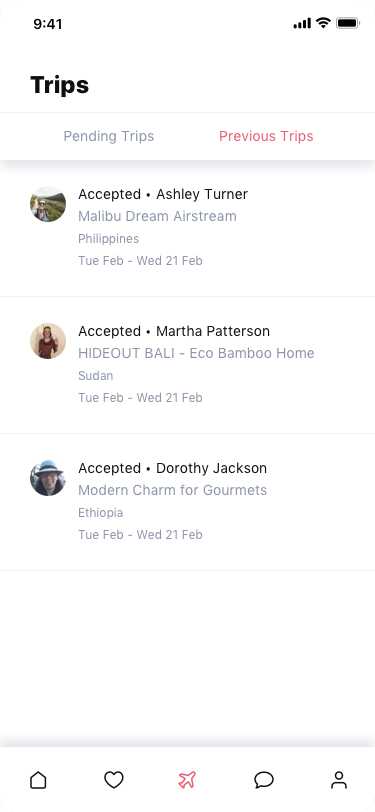 9:41
Trips
Pending Trips
Previous Trips
Accepted • Ashley Turner
Malibu Dream Airstream
Philippines
Tue Feb - Wed 21 Feb
Accepted • Martha Patterson
HIDEOUT BALI - Eco Bamboo Home
Sudan
Tue Feb - Wed 21 Feb
Accepted • Dorothy Jackson
Modern Charm for Gourmets
Ethiopia
Tue Feb - Wed 21 Feb